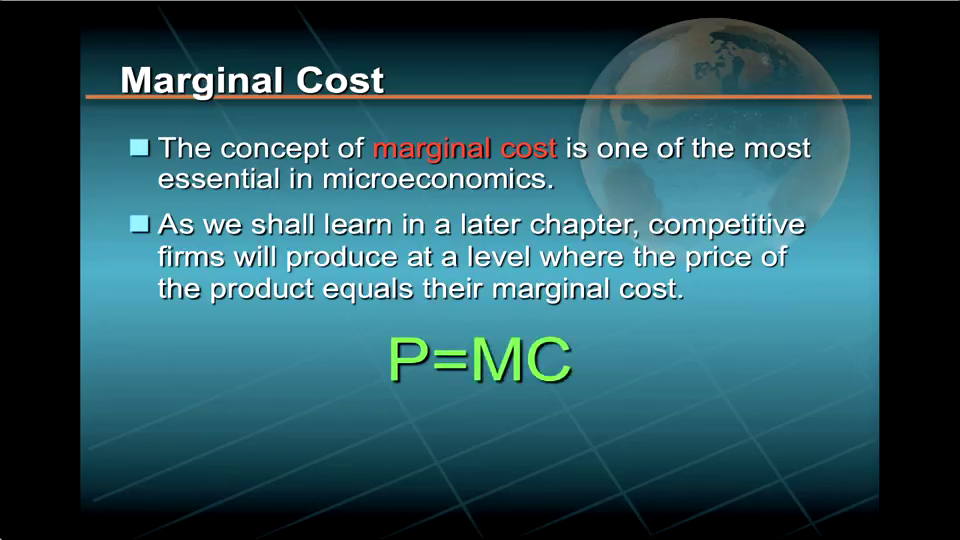 Marginal Cost
The concept of marginal cost is one of the most
essential in microeconomics.
As we shall learn in a later chapter, competitive
firms will produce at a level where the price of
the product equals their marginal cost.
P=MC